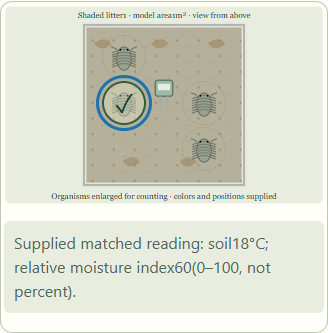 Shaded litter1 · model area1m² · view from above
Organisms enlarged for counting · colors and positions supplied
Supplied matched reading: soil18°C;
relative moisture index60(0–100, not
percent).